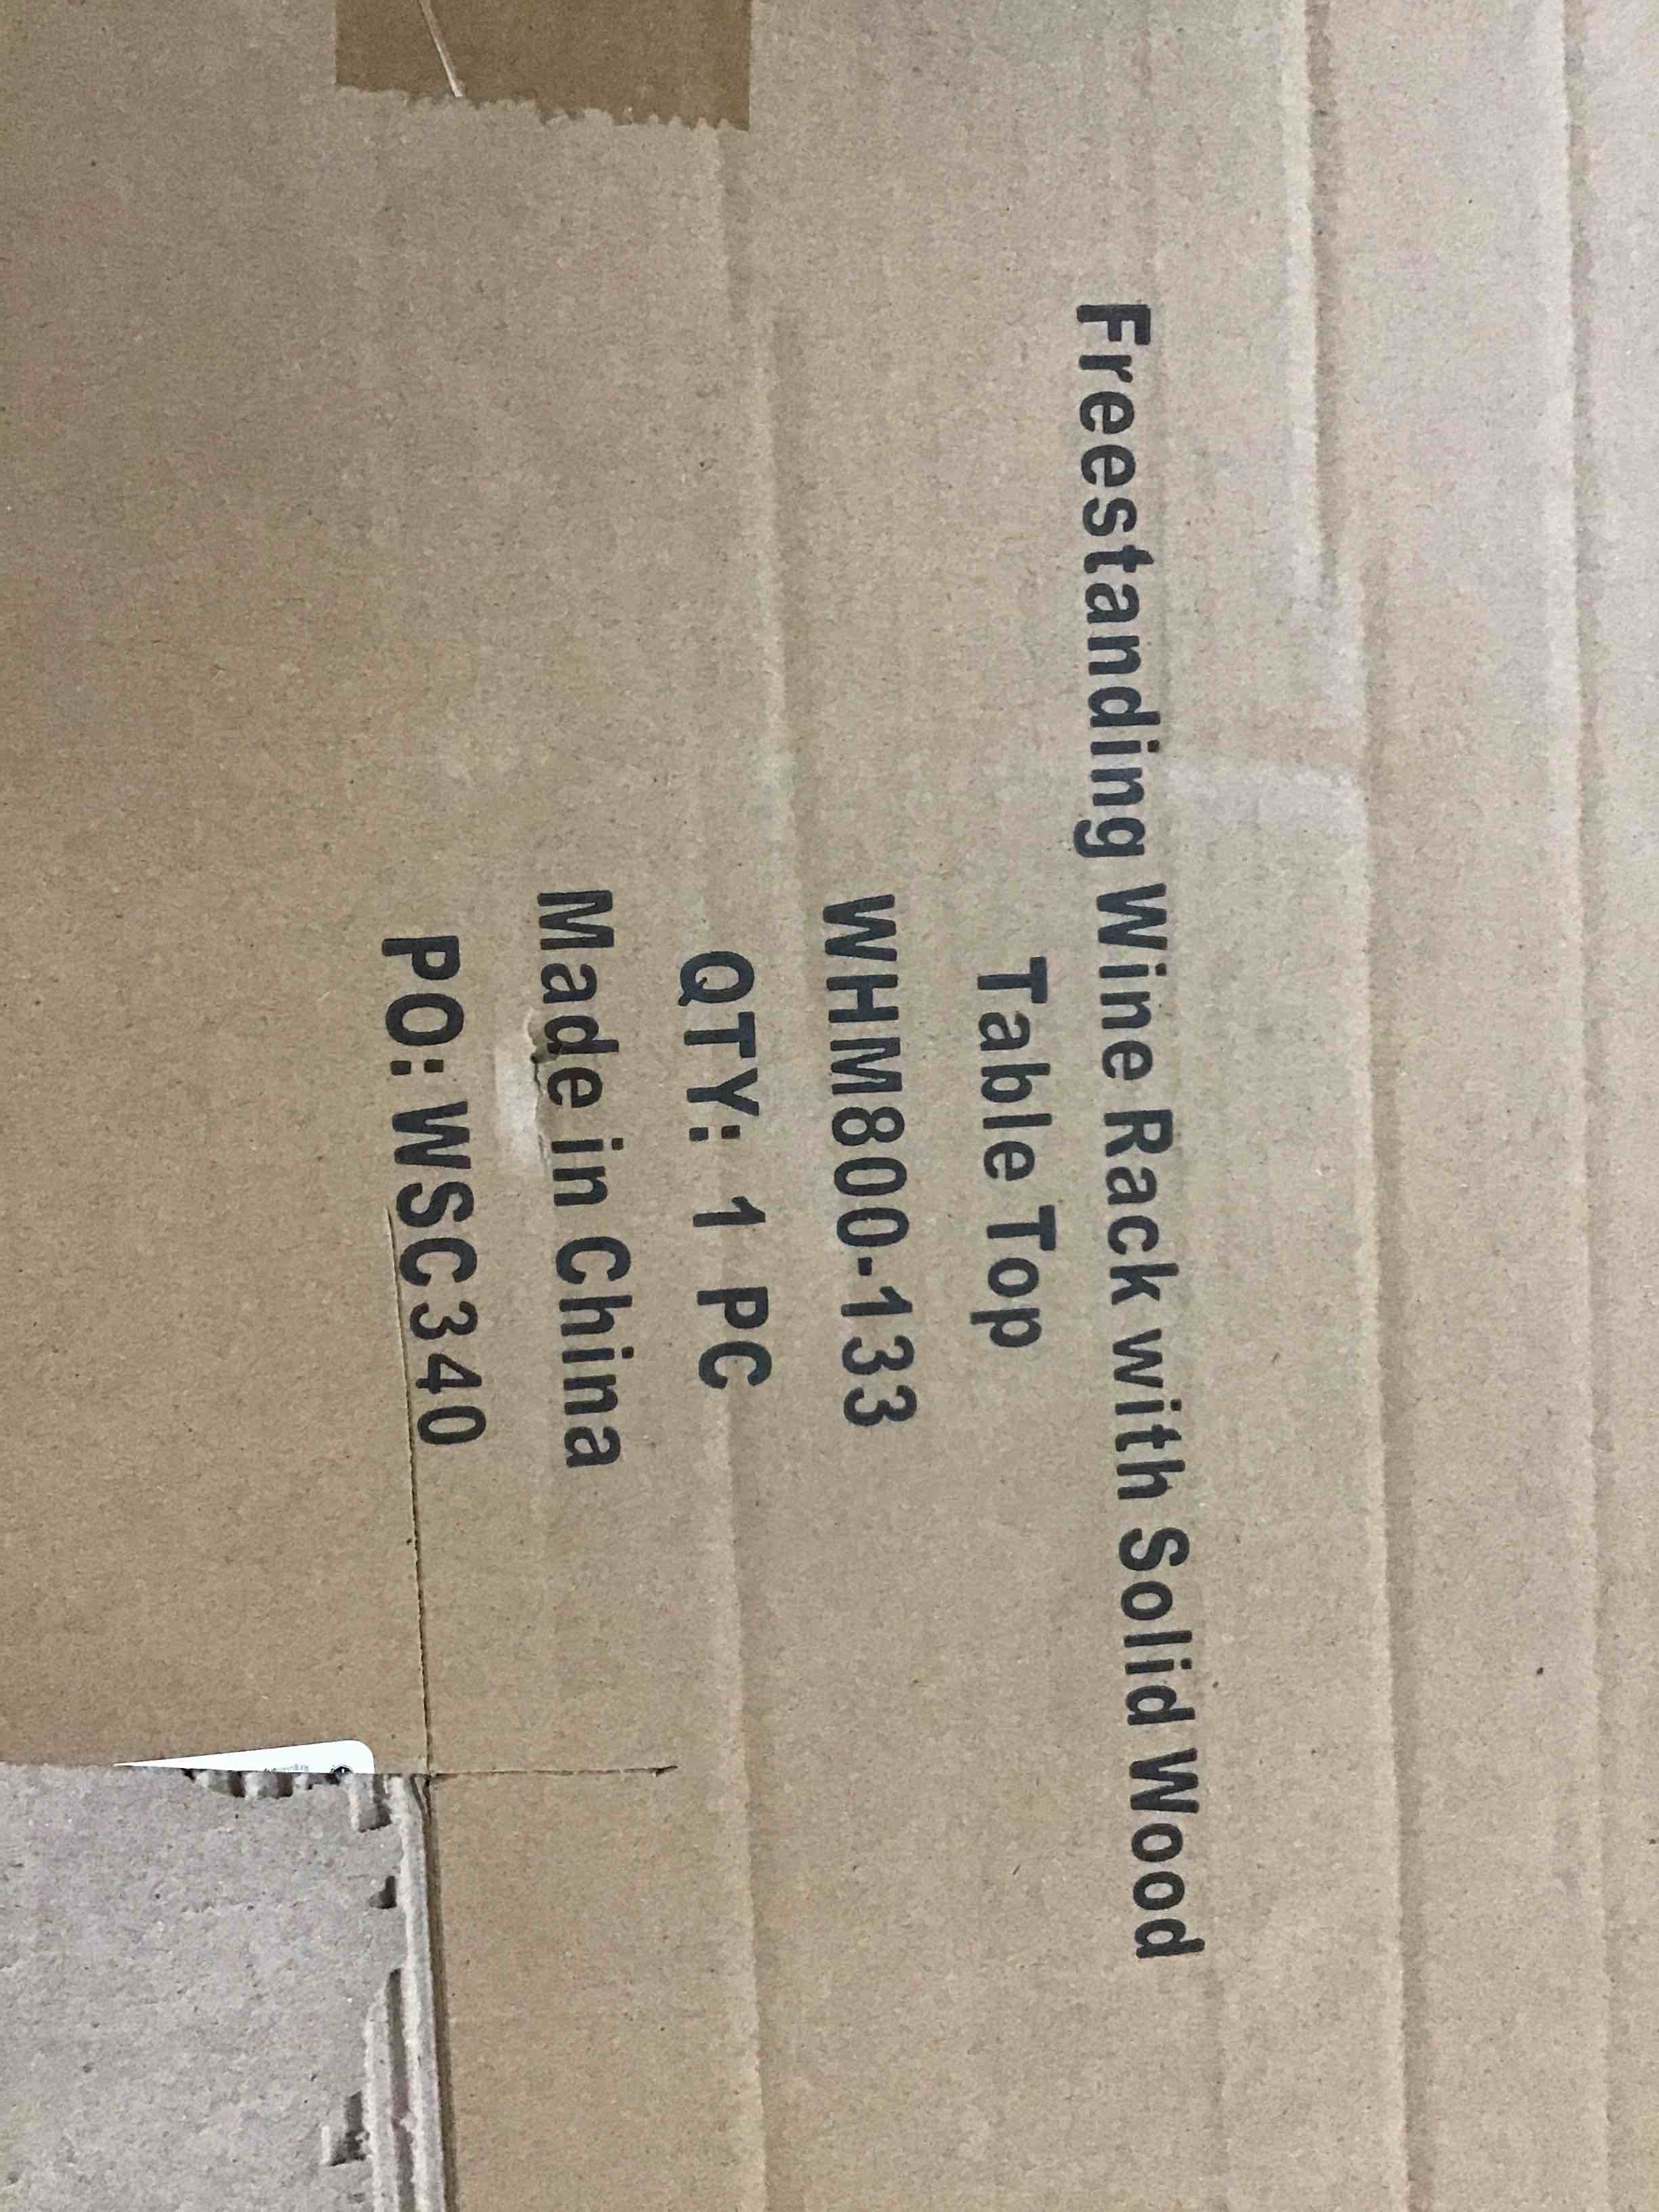 Freestanding Wine Rack with Solid Wood
Table Top
WHM800-133
QTY: 1 PC
Made in China
PO: WSC340